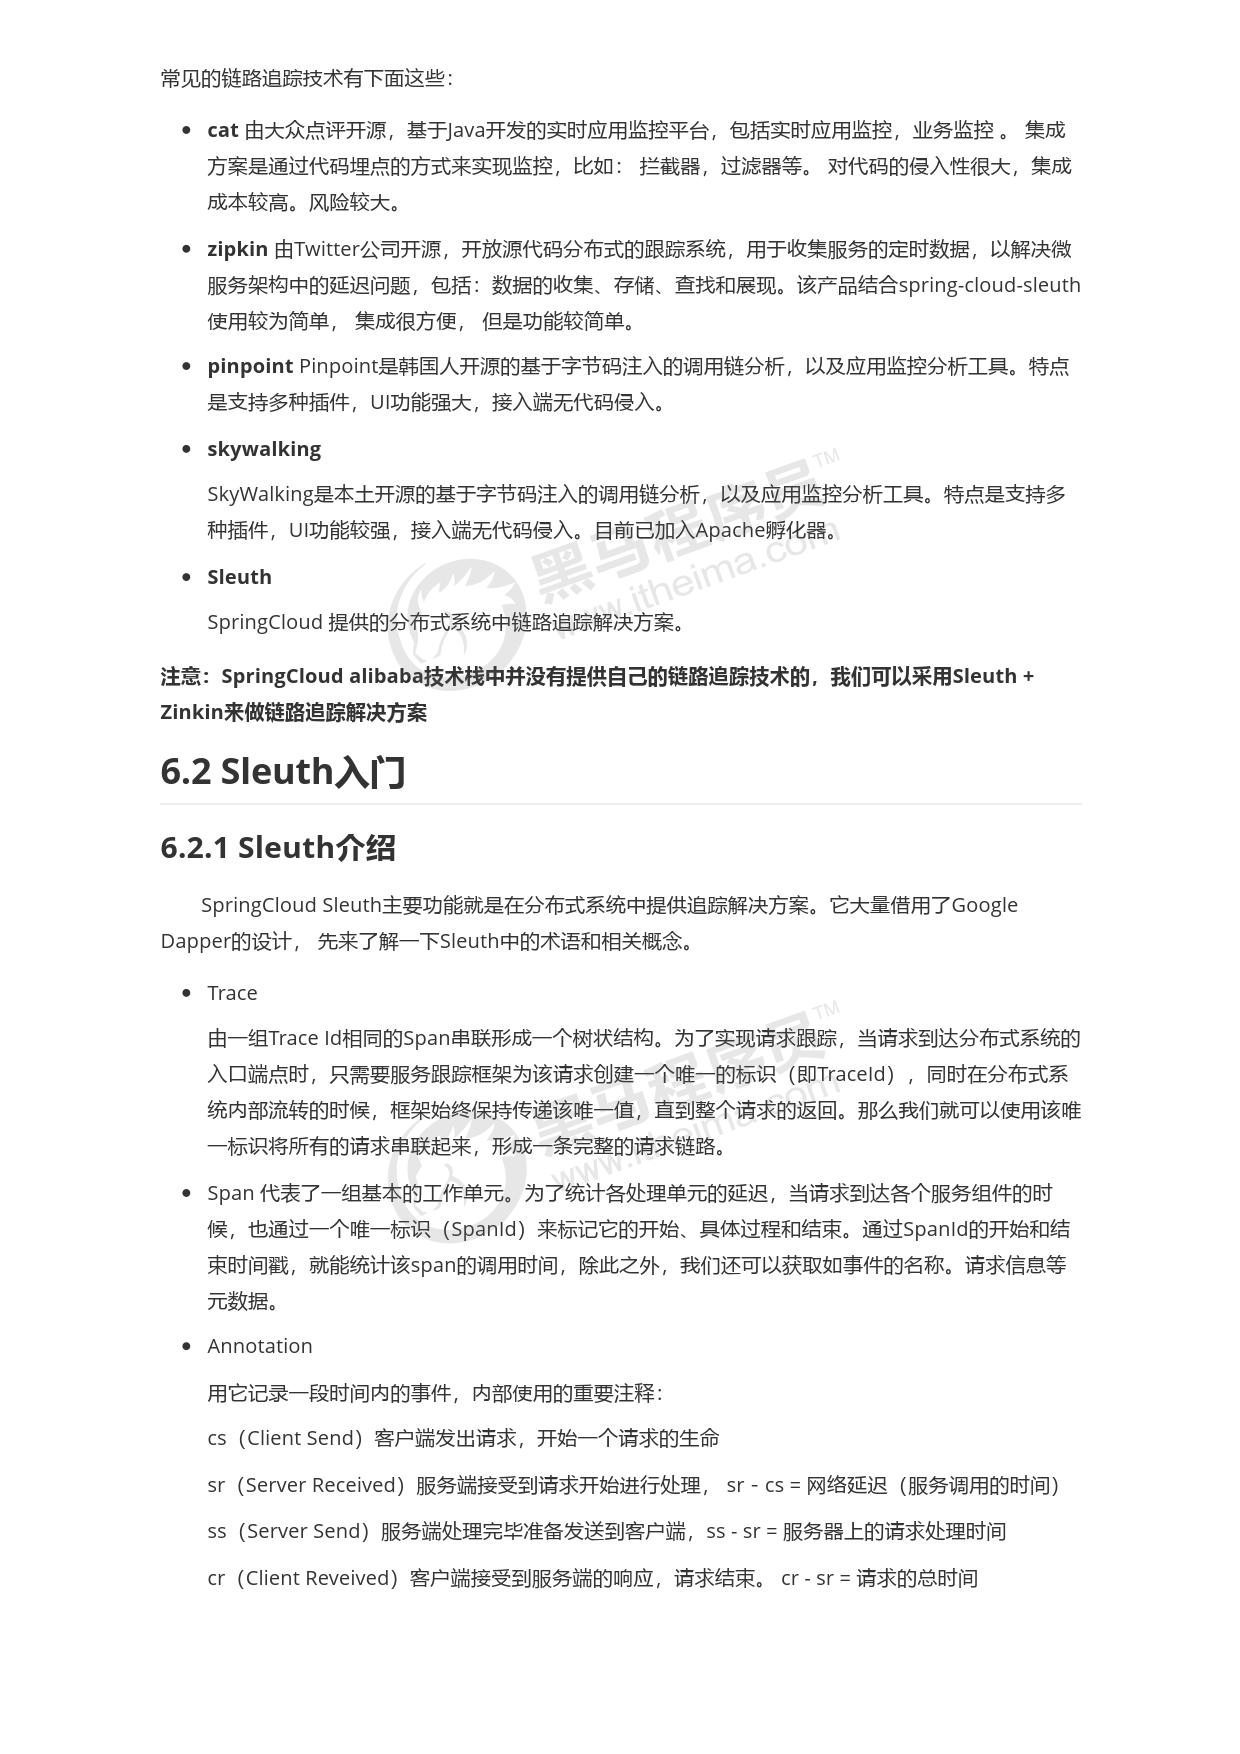 常见的链路追踪技术有下面这些：
cat 由大众点评开源，基于Java开发的实时应用监控平台，包括实时应用监控，业务监控 。 集成
方案是通过代码埋点的方式来实现监控，比如： 拦截器，过滤器等。 对代码的侵入性很大，集成
成本较高。风险较大。
zipkin 由Twitter公司开源，开放源代码分布式的跟踪系统，用于收集服务的定时数据，以解决微
服务架构中的延迟问题，包括：数据的收集、存储、查找和展现。该产品结合spring-cloud-sleuth
使用较为简单， 集成很方便， 但是功能较简单。
pinpoint Pinpoint是韩国人开源的基于字节码注入的调用链分析，以及应用监控分析工具。特点
是支持多种插件，UI功能强大，接入端无代码侵入。
skywalking
SkyWalking是本土开源的基于字节码注入的调用链分析，以及应用监控分析工具。特点是支持多
种插件，UI功能较强，接入端无代码侵入。目前已加入Apache孵化器。
Sleuth
SpringCloud 提供的分布式系统中链路追踪解决方案。
注意：SpringCloud alibaba技术栈中并没有提供自己的链路追踪技术的，我们可以采用Sleuth +
Zinkin来做链路追踪解决方案
6.2 Sleuth入门
6.2.1 Sleuth介绍
SpringCloud Sleuth主要功能就是在分布式系统中提供追踪解决方案。它大量借用了Google
Dapper的设计， 先来了解一下Sleuth中的术语和相关概念。
Trace
由一组Trace Id相同的Span串联形成一个树状结构。为了实现请求跟踪，当请求到达分布式系统的
入口端点时，只需要服务跟踪框架为该请求创建一个唯一的标识（即TraceId），同时在分布式系
统内部流转的时候，框架始终保持传递该唯一值，直到整个请求的返回。那么我们就可以使用该唯
一标识将所有的请求串联起来，形成一条完整的请求链路。
Span 代表了一组基本的工作单元。为了统计各处理单元的延迟，当请求到达各个服务组件的时
候，也通过一个唯一标识（SpanId）来标记它的开始、具体过程和结束。通过SpanId的开始和结
束时间戳，就能统计该span的调用时间，除此之外，我们还可以获取如事件的名称。请求信息等
元数据。
Annotation
用它记录一段时间内的事件，内部使用的重要注释：
cs（Client Send）客户端发出请求，开始一个请求的生命
sr（Server Received）服务端接受到请求开始进行处理， sr－cs = 网络延迟（服务调用的时间）
ss（Server Send）服务端处理完毕准备发送到客户端，ss - sr = 服务器上的请求处理时间
cr（Client Reveived）客户端接受到服务端的响应，请求结束。 cr - sr = 请求的总时间
黑马程序员™
www.itheima.com
黑马程序员™
www.itheima.com